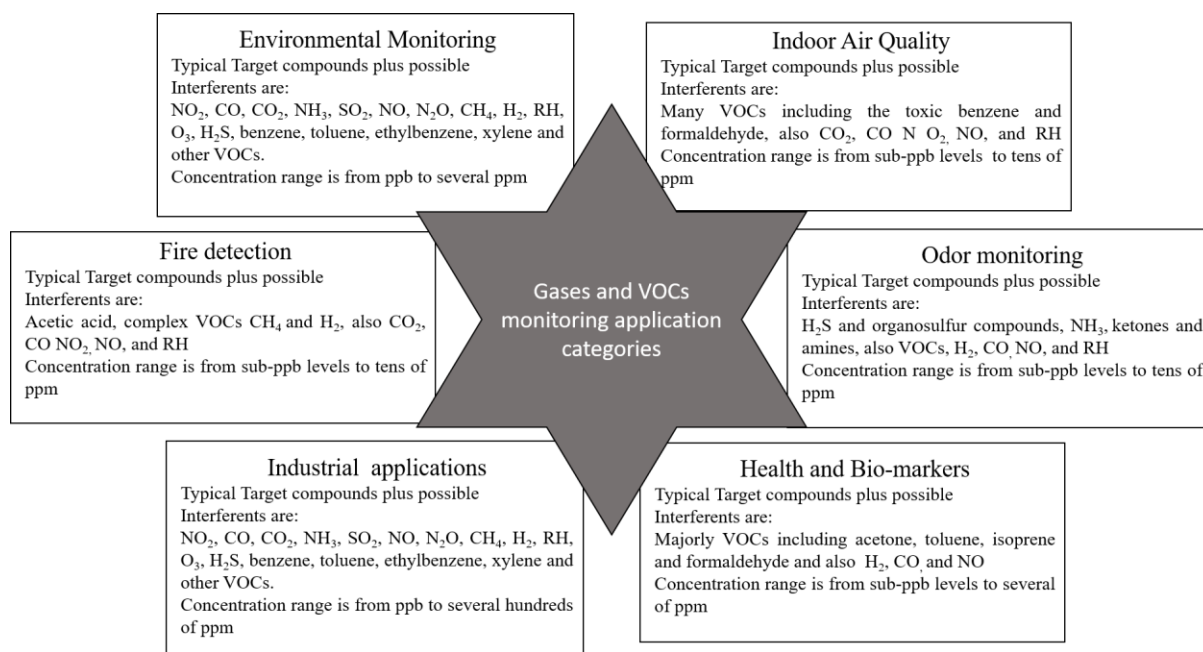 Environmental Monitoring
Typical Target compounds plus possible
Interferents are:
NO₂, CO, CO₂, NH₃, SO₂, NO, N₂O, CH₄, H₂, RH,
O₃, H₂S, benzene, toluene, ethylbenzene, xylene and
other VOCs.
Concentration range is from ppb to several ppm
Indoor Air Quality
Typical Target compounds plus possible
Interferents are:
Many VOCs including the toxic benzene and
formaldehyde, also CO₂, CO N O₂, NO, and RH
Concentration range is from sub-ppb levels to tens of
ppm
Fire detection
Typical Target compounds plus possible
Interferents are:
Acetic acid, complex VOCs CH₄ and H₂, also CO₂,
CO NO₂, NO, and RH
Concentration range is from sub-ppb levels to tens of
ppm
Gases and VOCs
monitoring application
categories
Odor monitoring
Typical Target compounds plus possible
Interferents are:
H₂S and organosulfur compounds, NH₃, ketones and
amines, also VOCs, H₂, CO, NO, and RH
Concentration range is from sub-ppb levels to tens of
ppm
Industrial applications
Typical Target compounds plus possible
Interferents are:
NO₂, CO, CO₂, NH₃, SO₂, NO, N₂O, CH₄, H₂, RH,
O₃, H₂S, benzene, toluene, ethylbenzene, xylene and
other VOCs.
Concentration range is from ppb to several hundreds
of ppm
Health and Bio-markers
Typical Target compounds plus possible
Interferents are:
Majorly VOCs including acetone, toluene, isoprene
and formaldehyde and also H₂, CO, and NO
Concentration range is from sub-ppb levels to several
of ppm